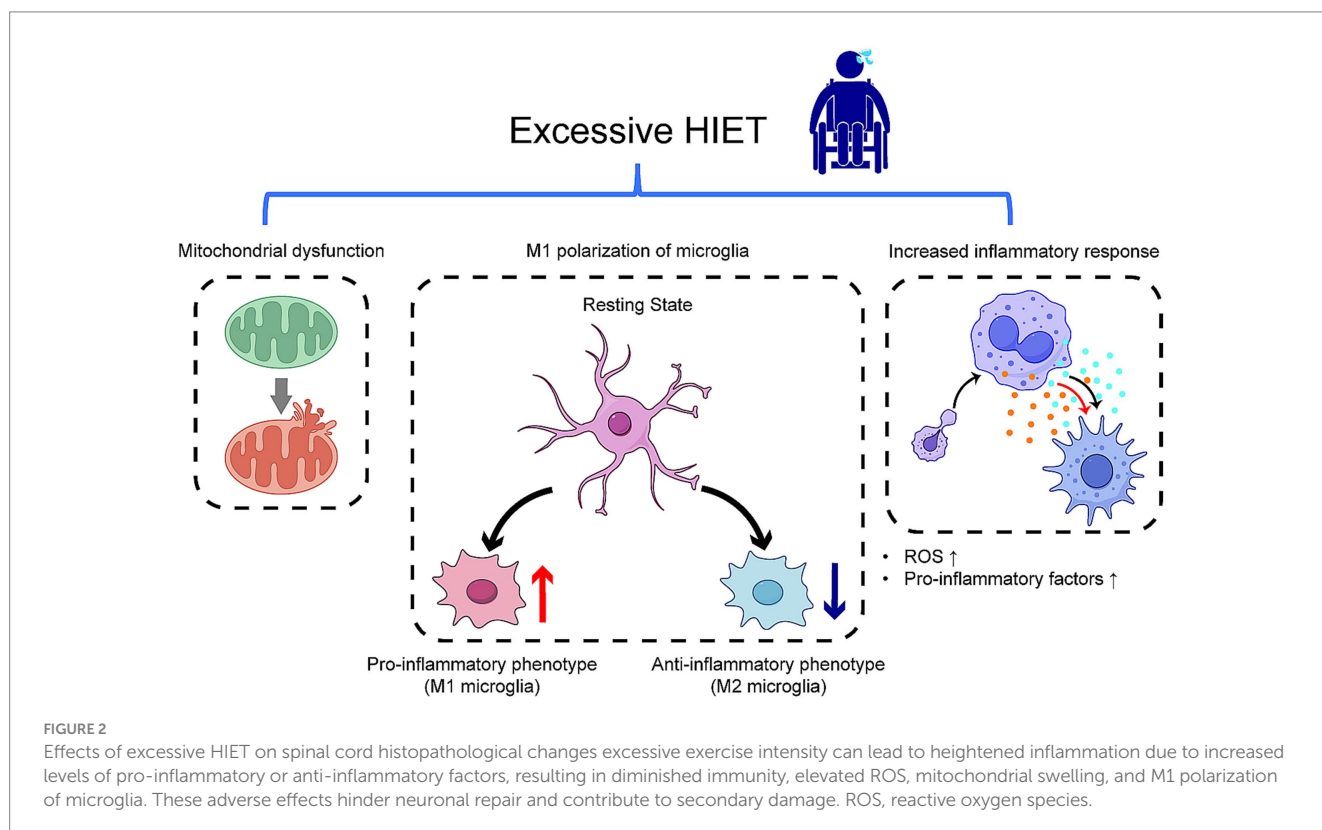 Excessive HIET
Mitochondrial dysfunction
M1 polarization of microglia
Increased inflammatory response
Resting State
• ROS ↑
• Pro-inflammatory factors ↑
Pro-inflammatory phenotype
(M1 microglia)
Anti-inflammatory phenotype
(M2 microglia)
FIGURE 2
Effects of excessive HIET on spinal cord histopathological changes excessive exercise intensity can lead to heightened inflammation due to increased
levels of pro-inflammatory or anti-inflammatory factors, resulting in diminished immunity, elevated ROS, mitochondrial swelling, and M1 polarization
of microglia. These adverse effects hinder neuronal repair and contribute to secondary damage. ROS, reactive oxygen species.